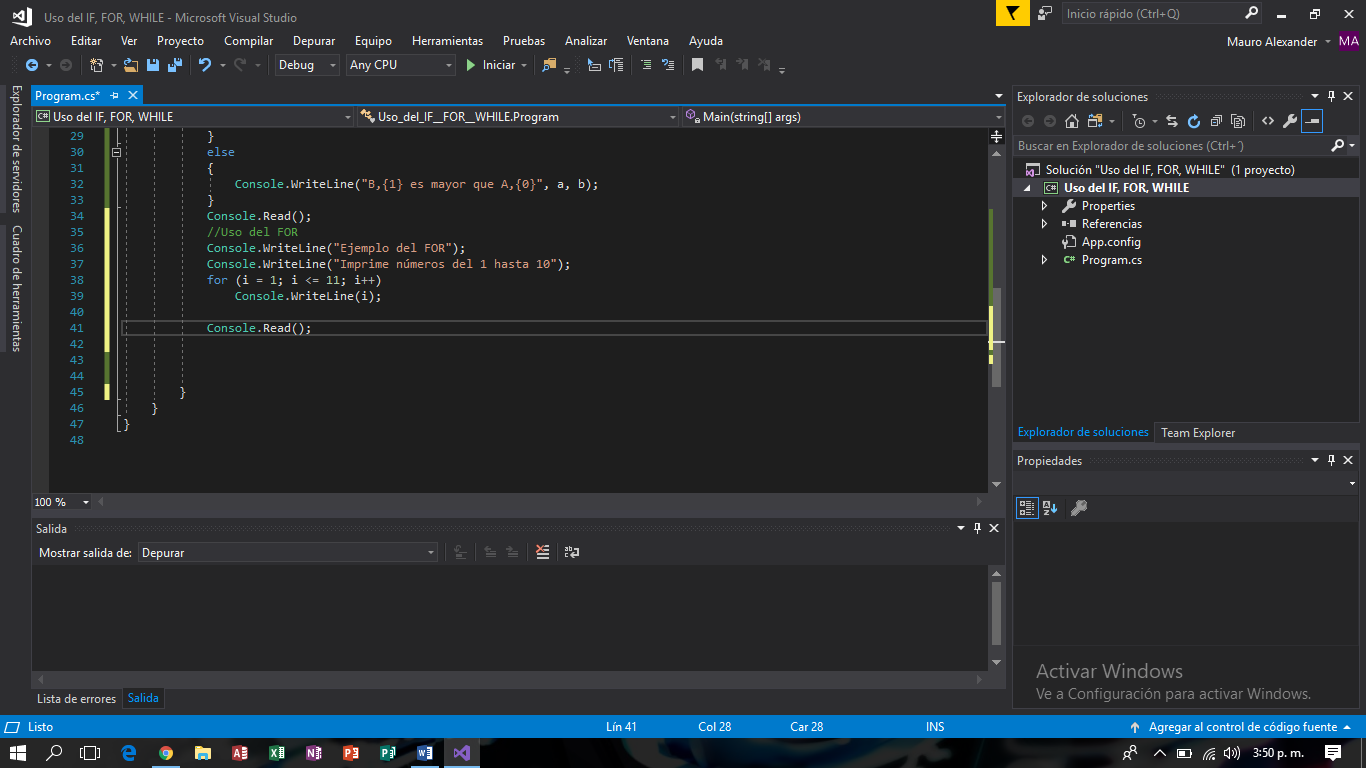 Uso del IF, FOR, WHILE - Microsoft Visual Studio
Inicio rápido (Ctrl+Q)
Archivo Editar Ver Proyecto Compilar Depurar Equipo Herramientas Pruebas Analizar Ventana Ayuda
Mauro Alexander MA
Debug Any CPU Iniciar
Explorador de servidores
Cuadro de herramientas
Program.cs*
C# Uso del IF, FOR, WHILE Uso_del_IF__FOR__WHILE.Program Main(string[] args)
29 }
30 else
31 {
32 Console.WriteLine("B,{1} es mayor que A,{0}", a, b);
33 }
34 Console.Read();
35 //Uso del FOR
36 Console.WriteLine("Ejemplo del FOR");
37 Console.WriteLine("Imprime números del 1 hasta 10");
38 for (i = 1; i <= 11; i++)
39 Console.WriteLine(i);
40
41 Console.Read();
42
43
44
45 }
46 }
47 }
48
100 %
Salida
Mostrar salida de: Depurar
Lista de errores Salida
Explorador de soluciones
Buscar en Explorador de soluciones (Ctrl+´)
Solución "Uso del IF, FOR, WHILE" (1 proyecto)
C# Uso del IF, FOR, WHILE
Properties
Referencias
App.config
C# Program.cs
Explorador de soluciones Team Explorer
Propiedades
Activar Windows
Ve a Configuración para activar Windows.
Listo Lín 41 Col 28 Car 28 INS Agregar al control de código fuente
3:50 p. m.